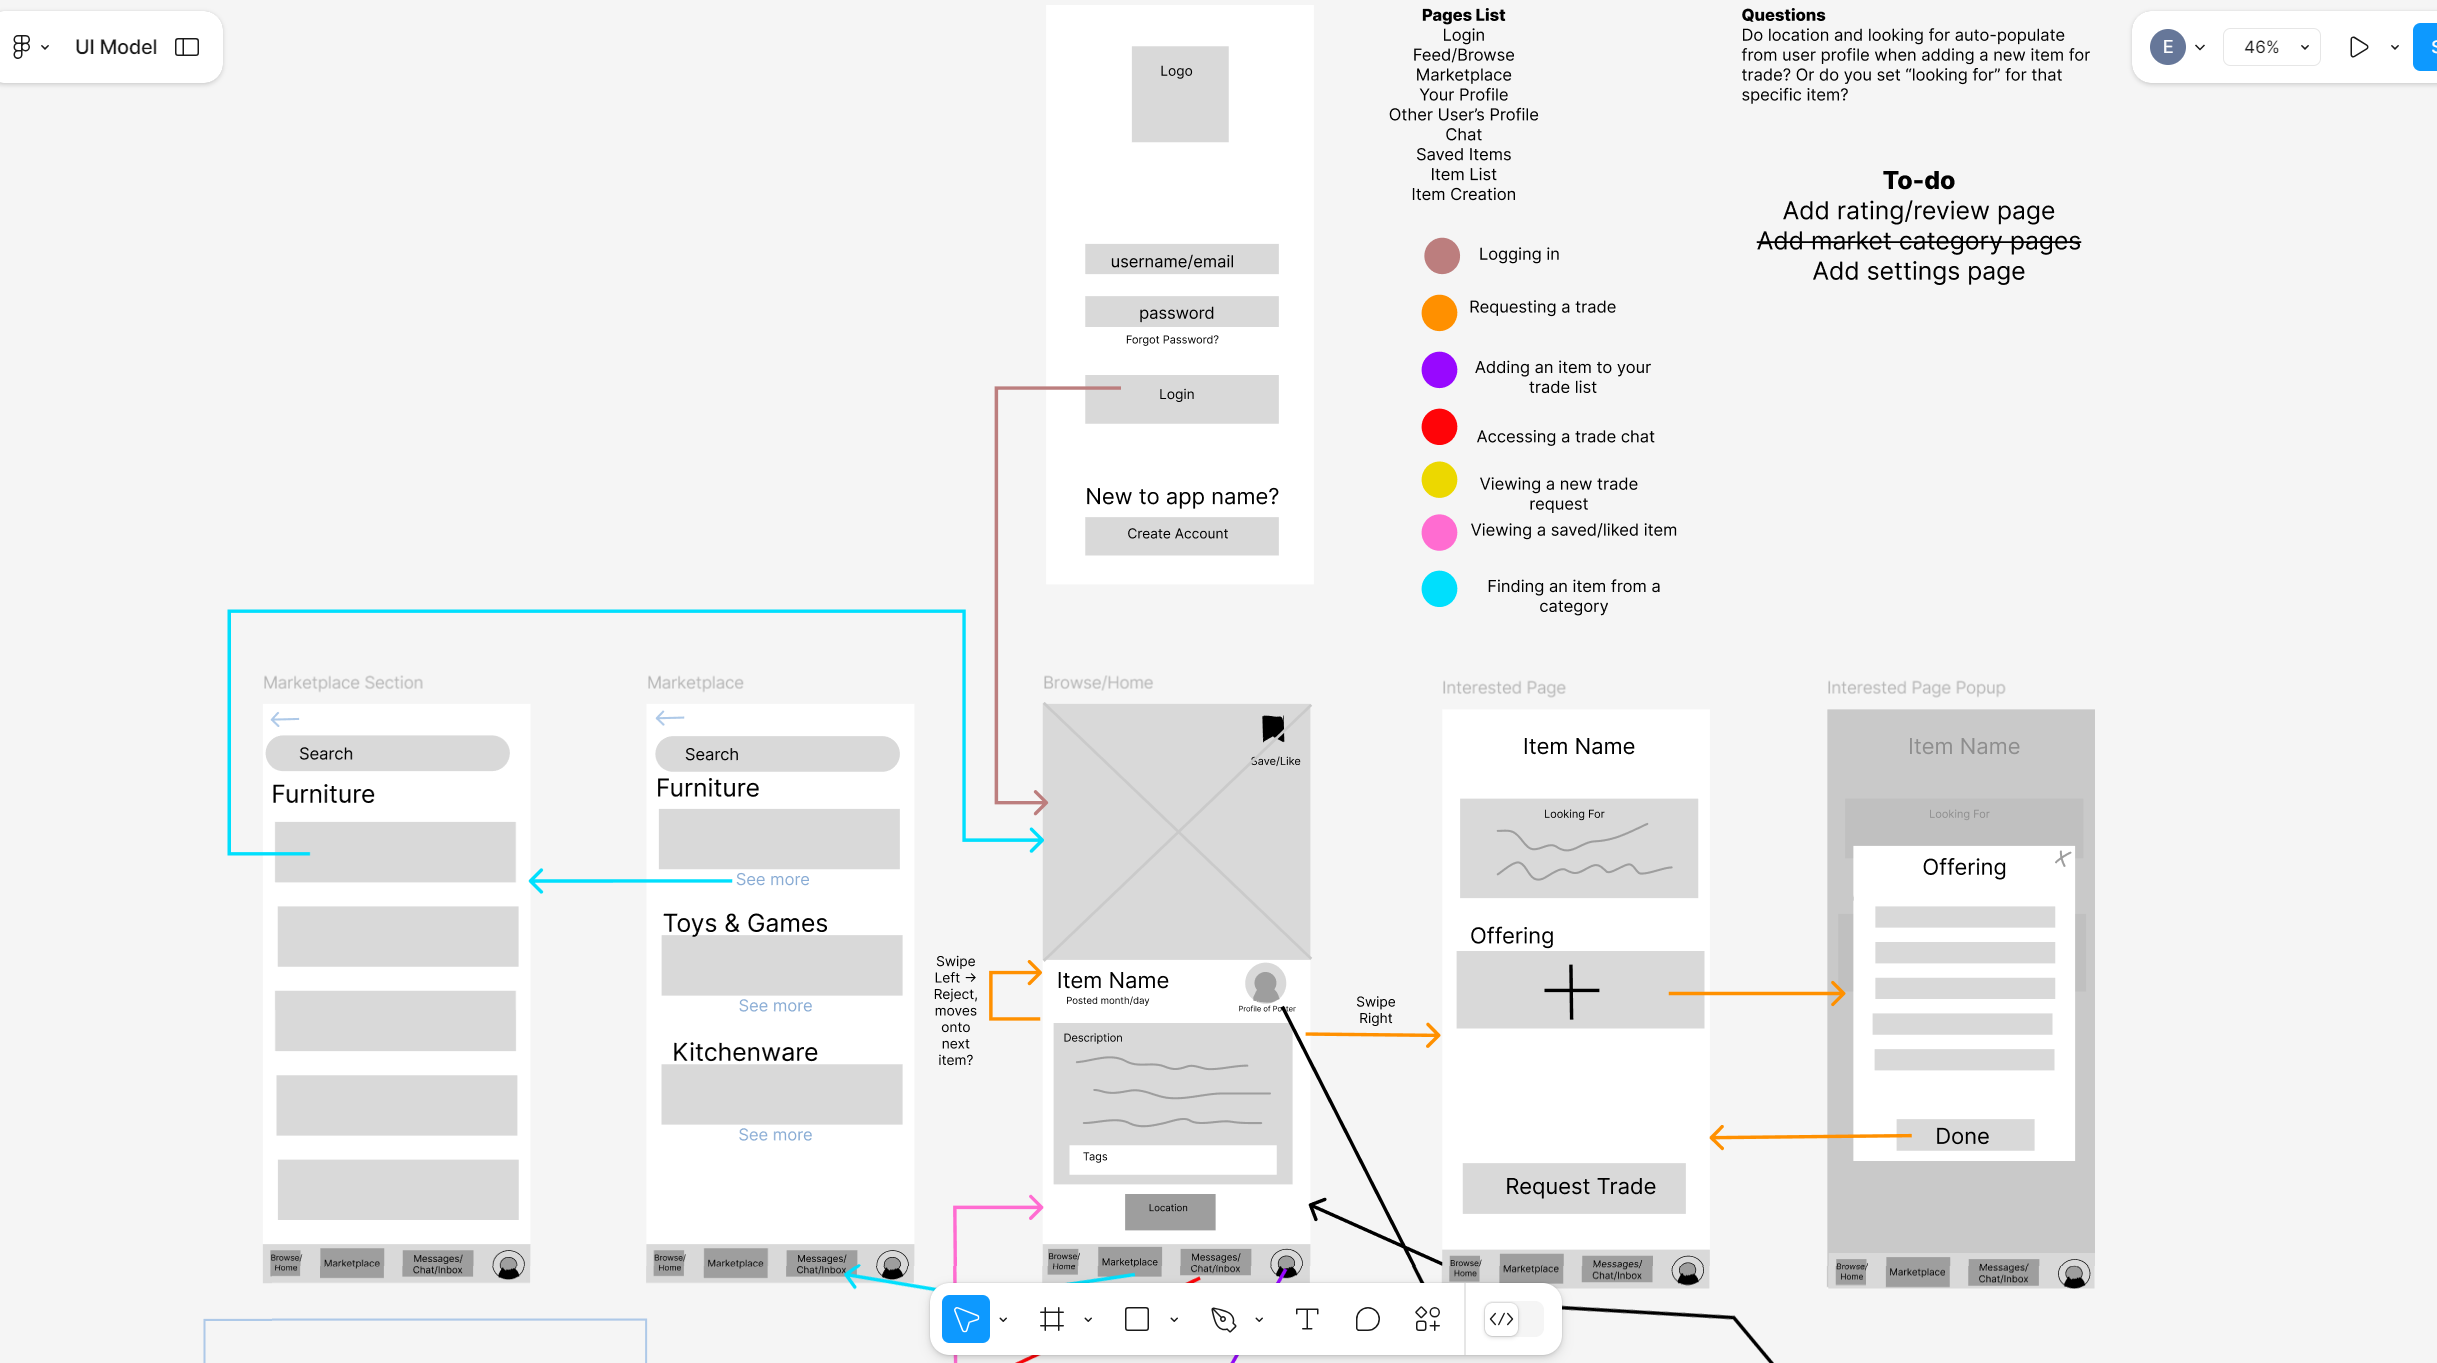 UI Model
E
46%
Logo
username/email
password
Forgot Password?
Login
New to app name?
Create Account
Pages List
Login
Feed/Browse
Marketplace
Your Profile
Other User’s Profile
Chat
Saved Items
Item List
Item Creation
Logging in
Requesting a trade
Adding an item to your
trade list
Accessing a trade chat
Viewing a new trade
request
Viewing a saved/liked item
Finding an item from a
category
Questions
Do location and looking for auto-populate
from user profile when adding a new item for
trade? Or do you set “looking for” for that
specific item?
To-do
Add rating/review page
Add market category pages
Add settings page
Marketplace Section
Search
Furniture
Browse/
Home
Marketplace
Messages/
Chat/Inbox
Marketplace
Search
Furniture
See more
Toys & Games
See more
Kitchenware
See more
Browse/
Home
Marketplace
Messages/
Chat/Inbox
Swipe
Left →
Reject,
moves
onto
next
item?
Browse/Home
Save/Like
Item Name
Posted month/day
Profile of Poster
Description
Tags
Location
Browse/
Home
Marketplace
Messages/
Chat/Inbox
Swipe
Right
Interested Page
Item Name
Looking For
Offering
Request Trade
Browse/
Home
Marketplace
Messages/
Chat/Inbox
Interested Page Popup
Item Name
Looking For
Offering
Done
Browse/
Home
Marketplace
Messages/
Chat/Inbox